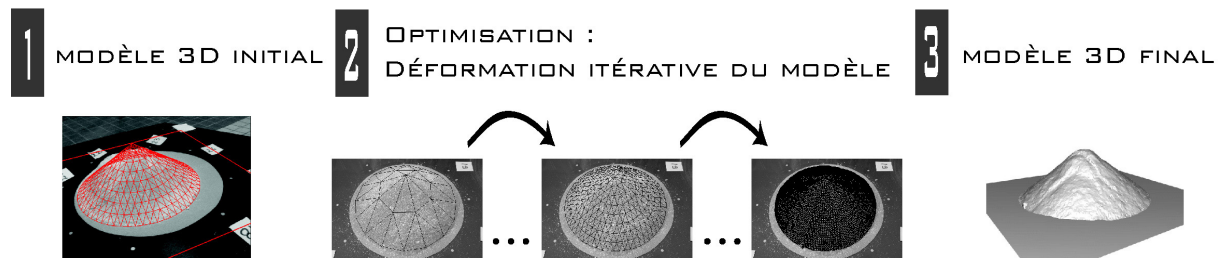 1 MODÈLE 3D INITIAL
2 OPTIMISATION :
DÉFORMATION ITÉRATIVE DU MODÈLE
3 MODÈLE 3D FINAL
... ...